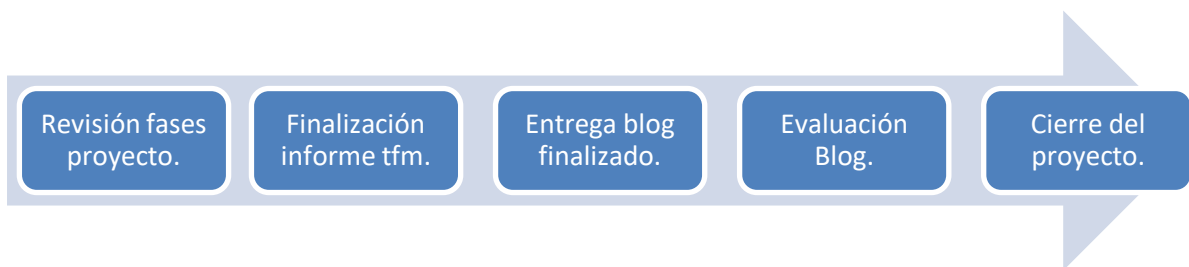 Revisión fases
proyecto.
Finalización
informe tfm.
Entrega blog
finalizado.
Evaluación
Blog.
Cierre del
proyecto.